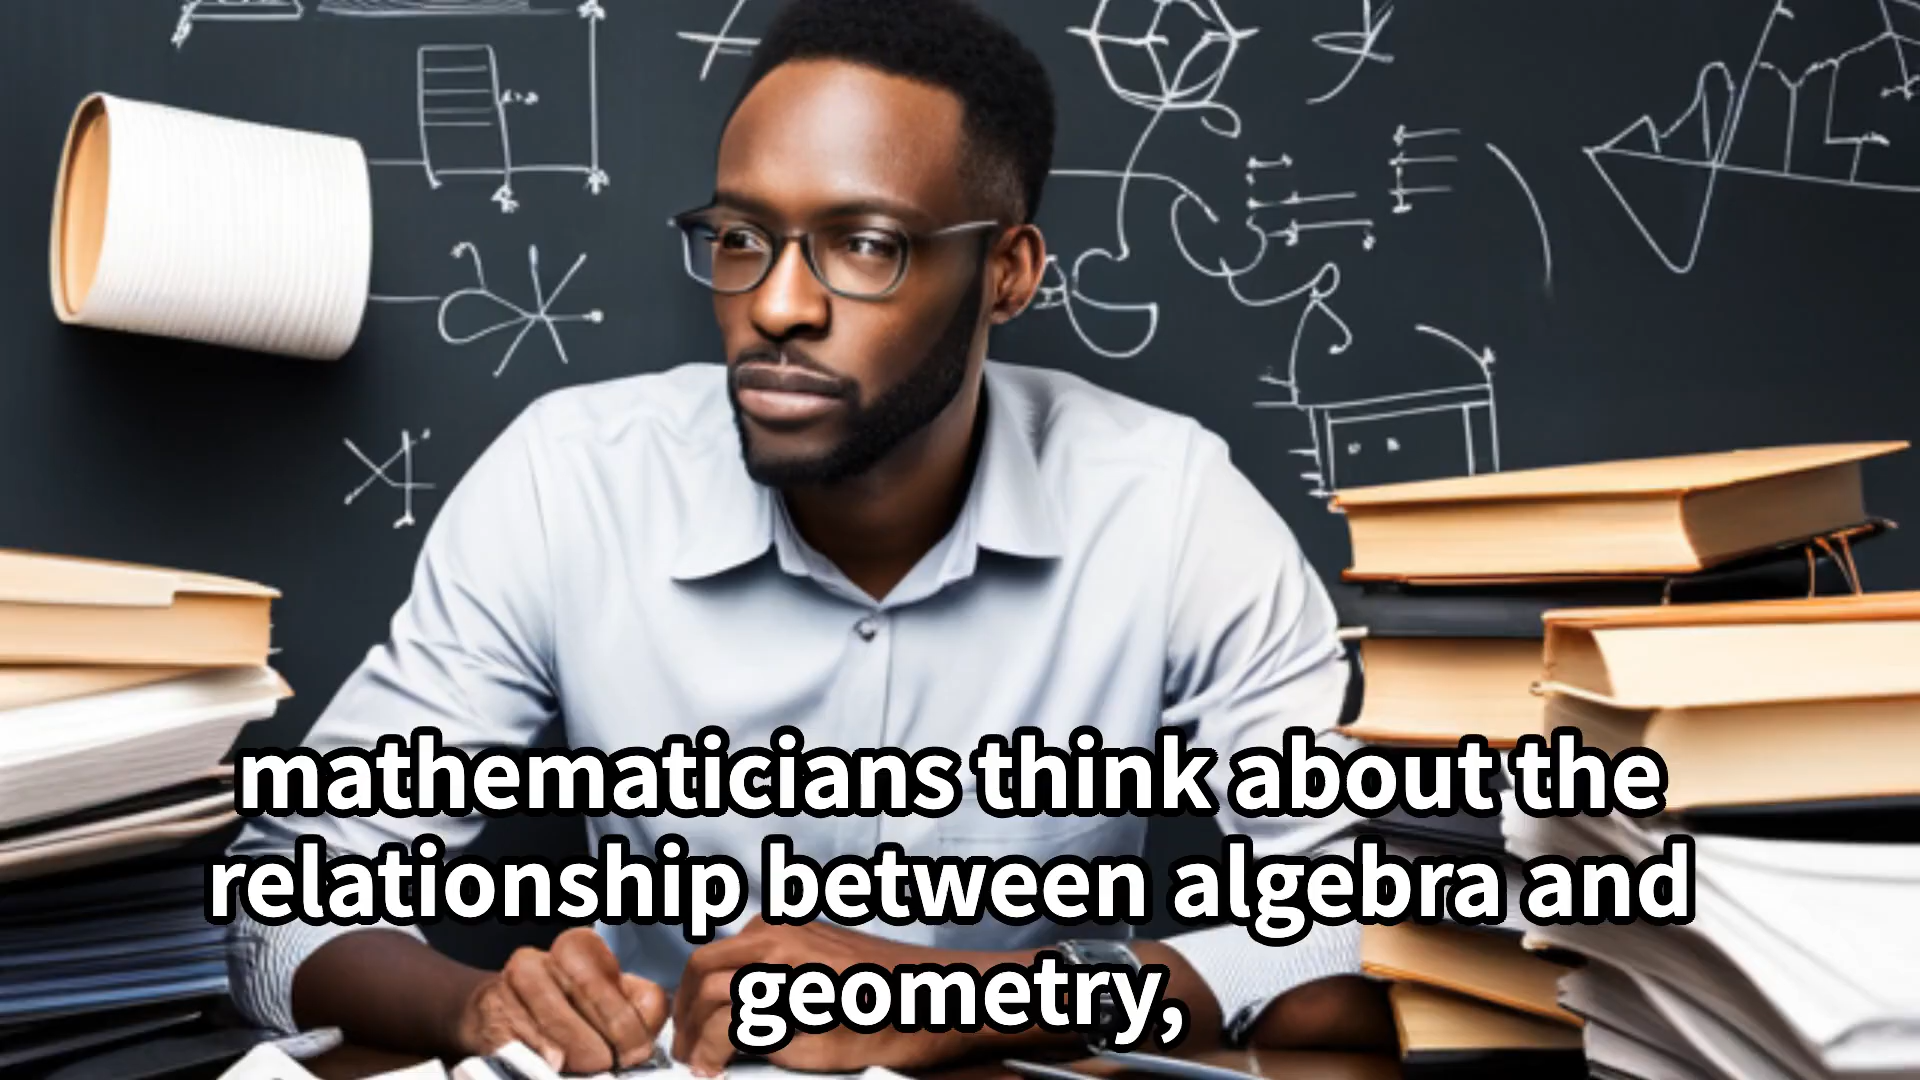 mathematicians think about the
relationship between algebra and
geometry,